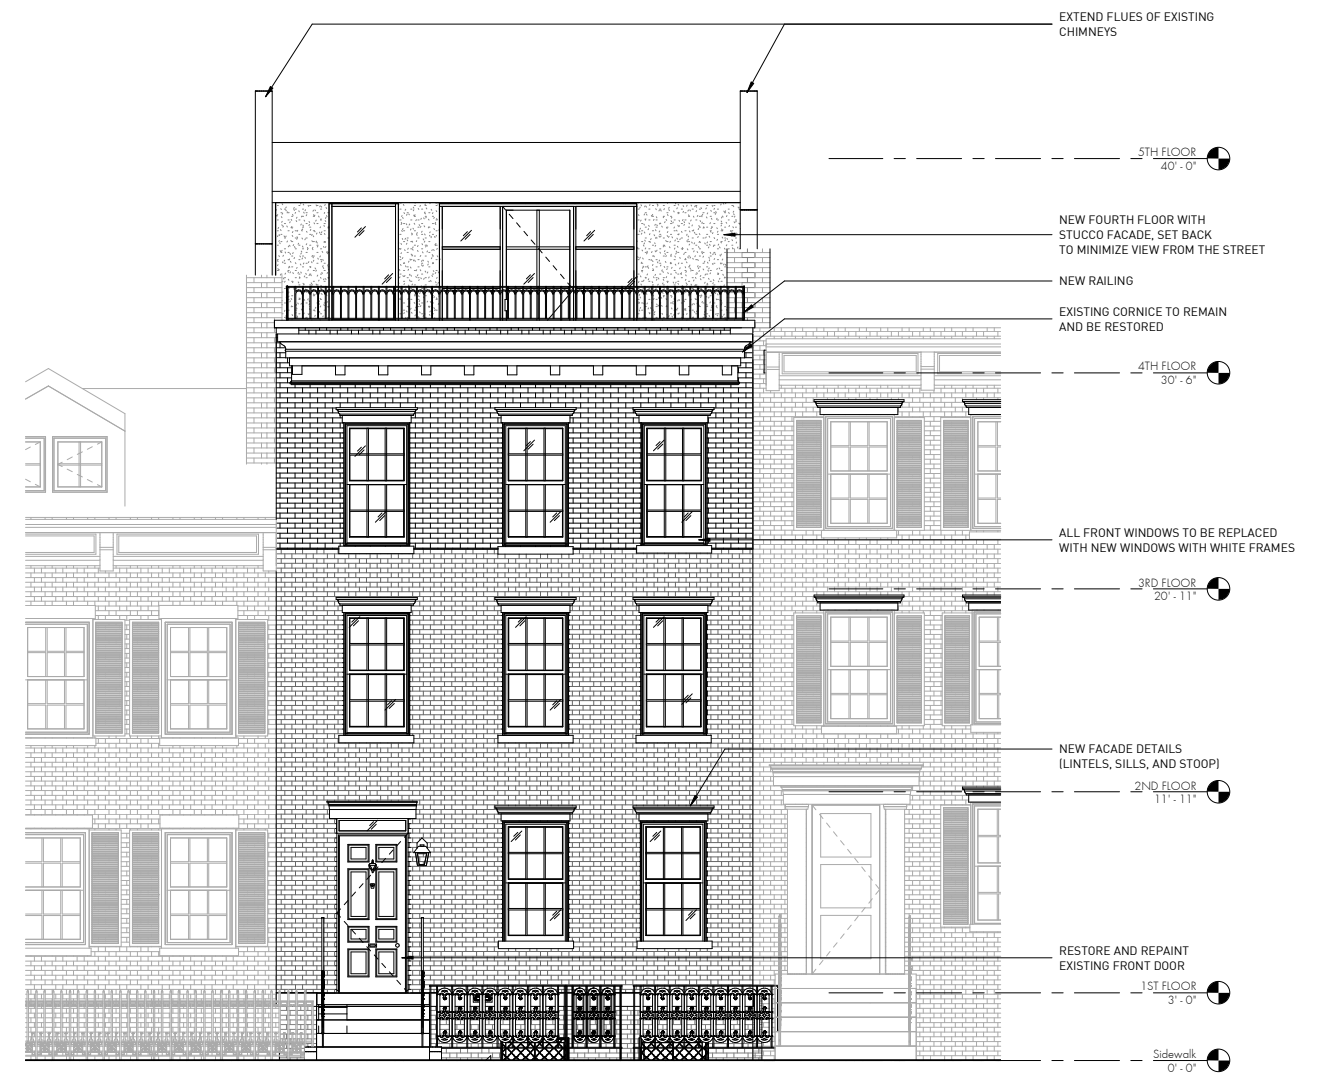 EXTEND FLUES OF EXISTING
CHIMNEYS
5TH FLOOR
40' - 0"
NEW FOURTH FLOOR WITH
STUCCO FACADE, SET BACK
TO MINIMIZE VIEW FROM THE STREET
NEW RAILING
EXISTING CORNICE TO REMAIN
AND BE RESTORED
4TH FLOOR
30' - 6"
ALL FRONT WINDOWS TO BE REPLACED
WITH NEW WINDOWS WITH WHITE FRAMES
3RD FLOOR
20' - 11"
NEW FACADE DETAILS
(LINTELS, SILLS, AND STOOP)
2ND FLOOR
11' - 11"
RESTORE AND REPAINT
EXISTING FRONT DOOR
1ST FLOOR
3' - 0"
Sidewalk
0' - 0"